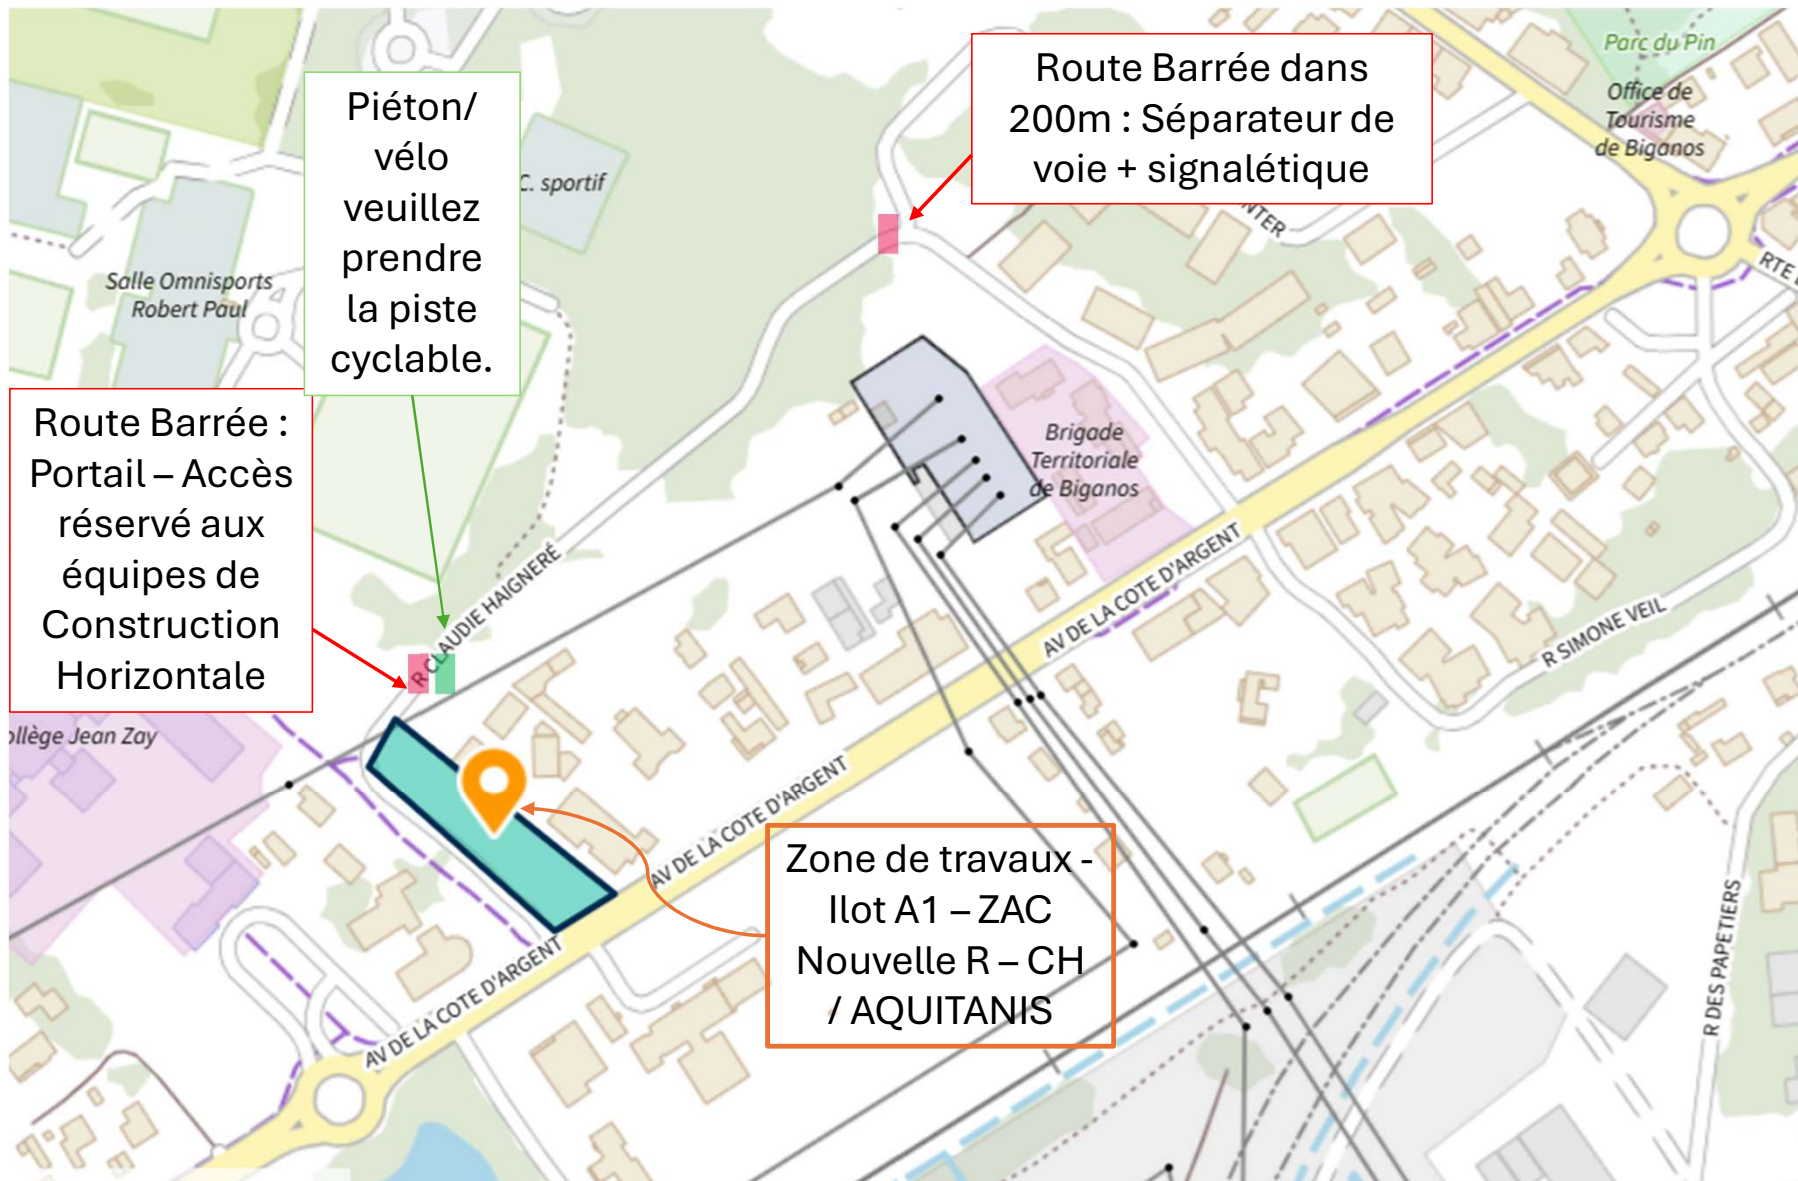 Parc du Pin
Office de
Tourisme
de Biganos
Route Barrée dans
200m : Séparateur de
voie + signalétique
Piéton/
vélo
veuillez
prendre
la piste
cyclable.
C. sportif
NTER
RTE
Salle Omnisports
Robert Paul
Route Barrée :
Portail – Accès
réservé aux
équipes de
Construction
Horizontale
Brigade
Territoriale
de Biganos
R CLAUDIE HAIGNERÉ
AV DE LA COTE D'ARGENT
R SIMONE VEIL
ollège Jean Zay
AV DE LA COTE D'ARGENT
Zone de travaux -
Ilot A1 – ZAC
Nouvelle R – CH
/ AQUITANIS
AV DE LA COTE D'ARGENT
R DES PAPETIERS